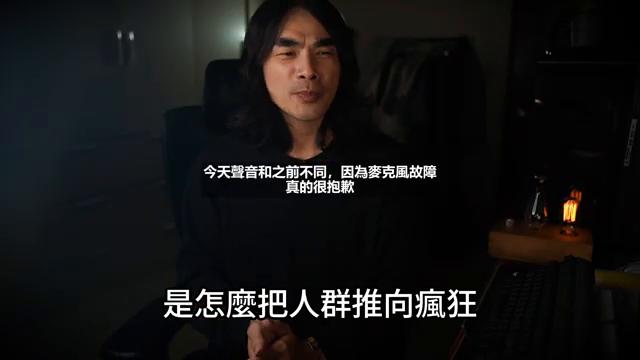 今天聲音和之前不同，因為麥克風故障
真的很抱歉
是怎麼把人群推向瘋狂